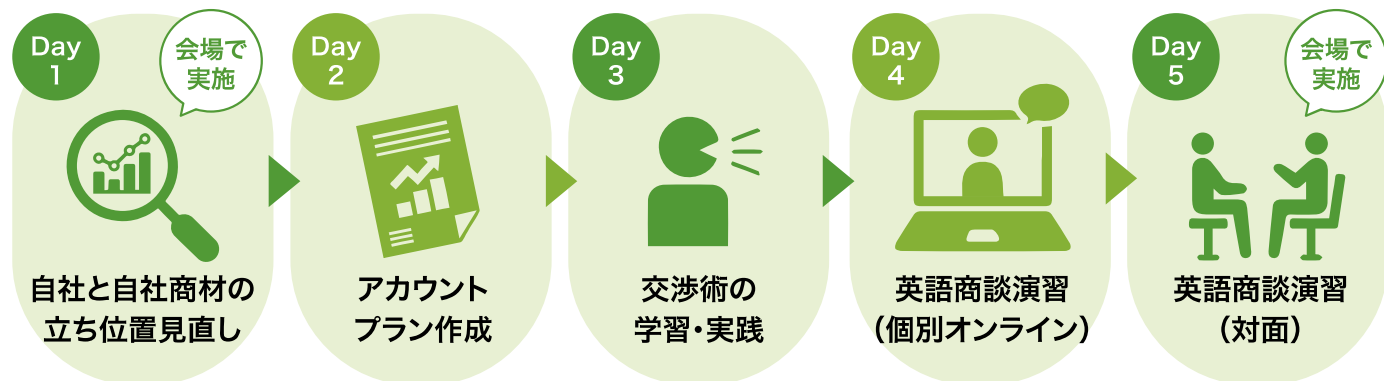 Day
1
会場で
実施
自社と自社商材の
立ち位置見直し
Day
2
アカウント
プラン作成
Day
3
交渉術の
学習・実践
Day
4
英語商談演習
（個別オンライン）
Day
5
会場で
実施
英語商談演習
（対面）